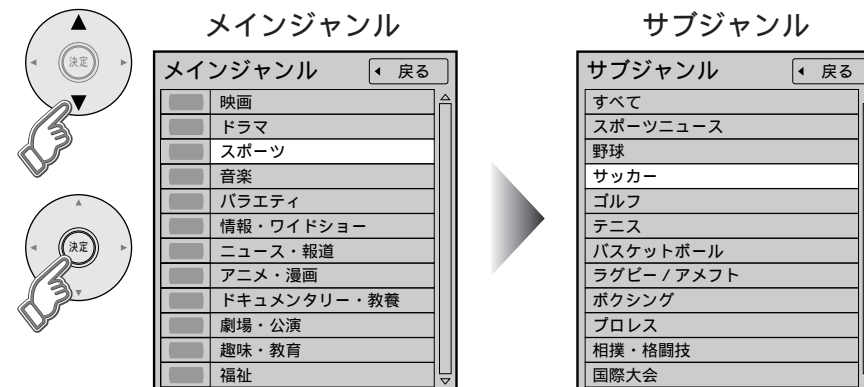 メインジャンル
サブジャンル
決定
決定
メインジャンル
戻る
映画
ドラマ
スポーツ
音楽
バラエティ
情報・ワイドショー
ニュース・報道
アニメ・漫画
ドキュメンタリー・教養
劇場・公演
趣味・教育
福祉
サブジャンル
戻る
すべて
スポーツニュース
野球
サッカー
ゴルフ
テニス
バスケットボール
ラグビー / アメフト
ボクシング
プロレス
相撲・格闘技
国際大会